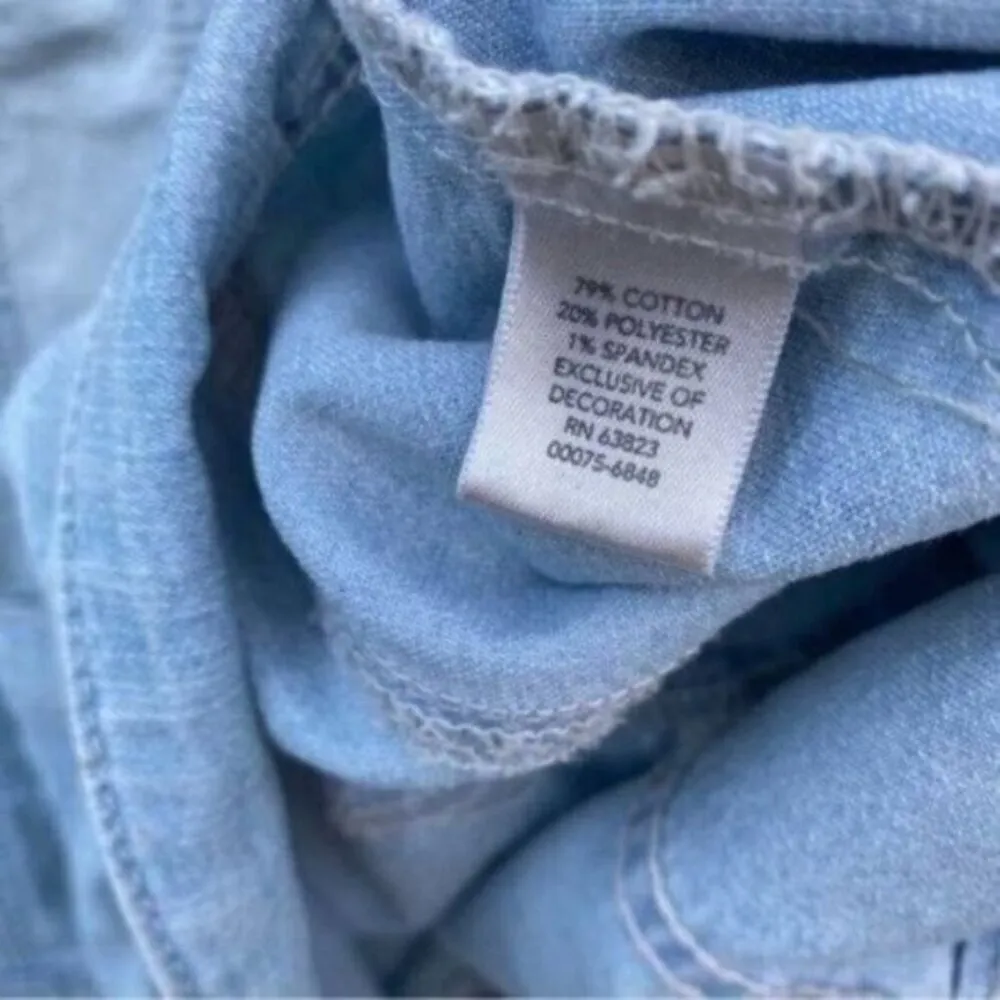 79% COTTON
20% POLYESTER
1% SPANDEX
EXCLUSIVE OF
DECORATION
RN 63823
00075-6848